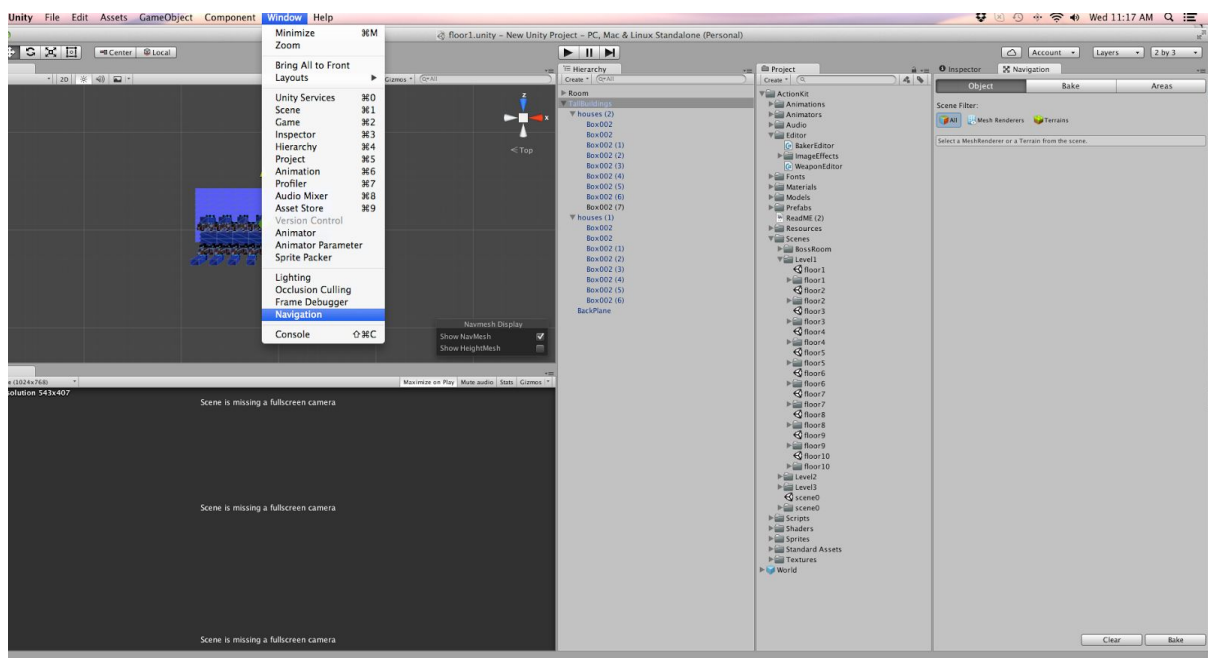 Unity File Edit Assets GameObject Component Window Help
Wed 11:17 AM
floor1.unity - New Unity Project - PC, Mac & Linux Standalone (Personal)
Center Local
Account Layers 2 by 3
Minimize ⌘M
Zoom
Bring All to Front
Layouts
Unity Services ⌘0
Scene ⌘1
Game ⌘2
Inspector ⌘3
Hierarchy ⌘4
Project ⌘5
Animation ⌘6
Profiler ⌘7
Audio Mixer ⌘8
Asset Store ⌘9
Version Control
Animator
Animator Parameter
Sprite Packer
Lighting
Occlusion Culling
Frame Debugger
Navigation
Console ⇧⌘C
2D
Gizmos All
z
x
Top
Navmesh Display
Show NavMesh
Show HeightMesh
(1024x768)
Maximize on Play Mute audio Stats Gizmos
solution 543x407
Scene is missing a fullscreen camera
Scene is missing a fullscreen camera
Scene is missing a fullscreen camera
Hierarchy
Create All
Room
TallBuildings
houses (2)
Box002
Box002
Box002 (1)
Box002 (2)
Box002 (3)
Box002 (4)
Box002 (5)
Box002 (6)
Box002 (7)
houses (1)
Box002
Box002
Box002 (1)
Box002 (2)
Box002 (3)
Box002 (4)
Box002 (5)
Box002 (6)
BackPlane
Project
Create
ActionKit
Animations
Animators
Audio
Editor
BakerEditor
ImageEffects
WeaponEditor
Fonts
Materials
Models
Prefabs
ReadME (2)
Resources
Scenes
BossRoom
Level1
floor1
floor1
floor2
floor2
floor3
floor3
floor4
floor4
floor5
floor5
floor6
floor6
floor7
floor7
floor8
floor8
floor9
floor9
floor10
floor10
Level2
Level3
scene0
scene0
Scripts
Shaders
Sprites
Standard Assets
Textures
World
Inspector Navigation
Object Bake Areas
Scene Filter:
All Mesh Renderers Terrains
Select a MeshRenderer or a Terrain from the scene.
Clear Bake